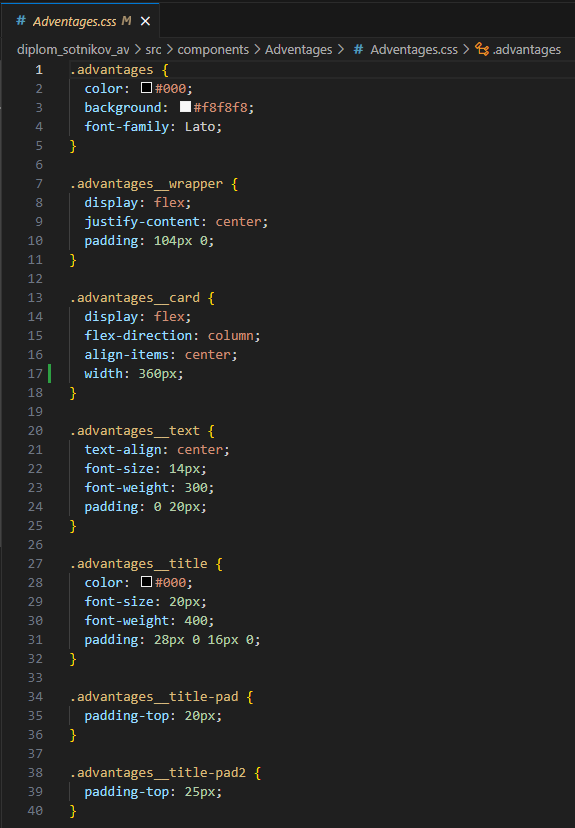 # Adventages.css M ×
diplom_sotnikov_av > src > components > Adventages > # Adventages.css > .advantages
1 .advantages {
2 color: #000;
3 background: #f8f8f8;
4 font-family: Lato;
5 }
6
7 .advantages__wrapper {
8 display: flex;
9 justify-content: center;
10 padding: 104px 0;
11 }
12
13 .advantages__card {
14 display: flex;
15 flex-direction: column;
16 align-items: center;
17 width: 360px;
18 }
19
20 .advantages__text {
21 text-align: center;
22 font-size: 14px;
23 font-weight: 300;
24 padding: 0 20px;
25 }
26
27 .advantages__title {
28 color: #000;
29 font-size: 20px;
30 font-weight: 400;
31 padding: 28px 0 16px 0;
32 }
33
34 .advantages__title-pad {
35 padding-top: 20px;
36 }
37
38 .advantages__title-pad2 {
39 padding-top: 25px;
40 }